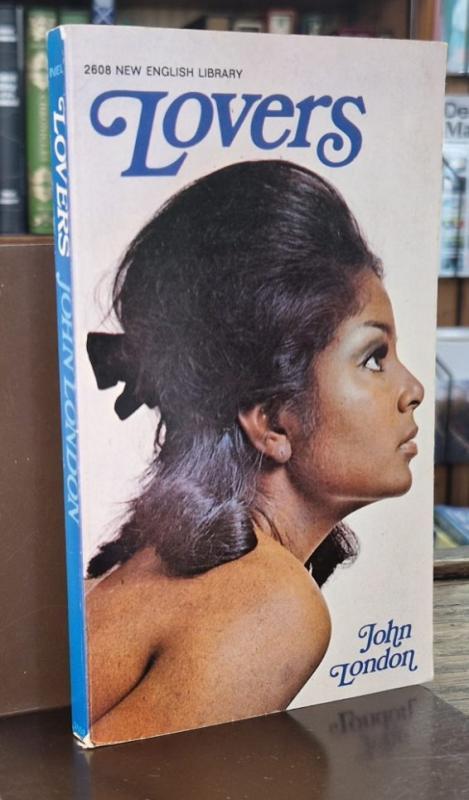 2608 NEW ENGLISH LIBRARY
Lovers
John
London
LOVERS JOHN LONDON